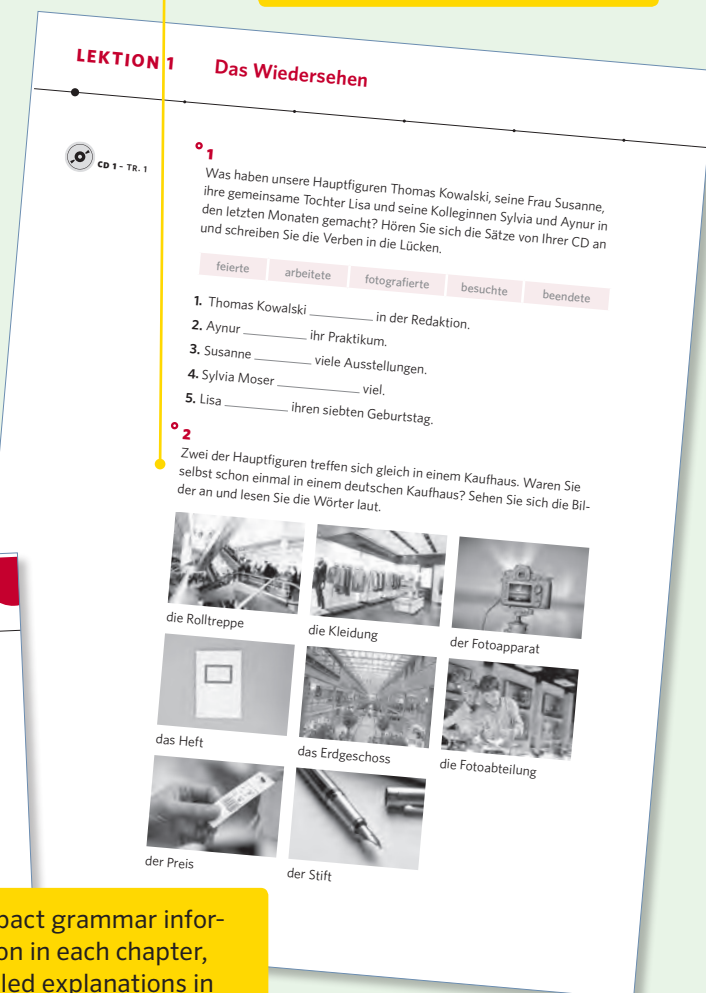 LEKTION 1 Das Wiedersehen
CD 1 – TR. 1
1
Was haben unsere Hauptfiguren Thomas Kowalski, seine Frau Susanne,
ihre gemeinsame Tochter Lisa und seine Kolleginnen Sylvia und Aynur in
den letzten Monaten gemacht? Hören Sie sich die Sätze von Ihrer CD an
und schreiben Sie die Verben in die Lücken.
feierte arbeitete fotografierte besuchte beendete
1. Thomas Kowalski __________ in der Redaktion.
2. Aynur __________ ihr Praktikum.
3. Susanne __________ viele Ausstellungen.
4. Sylvia Moser __________ viel.
5. Lisa __________ ihren siebten Geburtstag.
2
Zwei der Hauptfiguren treffen sich gleich in einem Kaufhaus. Waren Sie
selbst schon einmal in einem deutschen Kaufhaus? Sehen Sie sich die Bil-
der an und lesen Sie die Wörter laut.
die Rolltreppe die Kleidung der Fotoapparat
das Heft das Erdgeschoss die Fotoabteilung
der Preis der Stift
pact grammar infor-
on in each chapter,
led explanations in